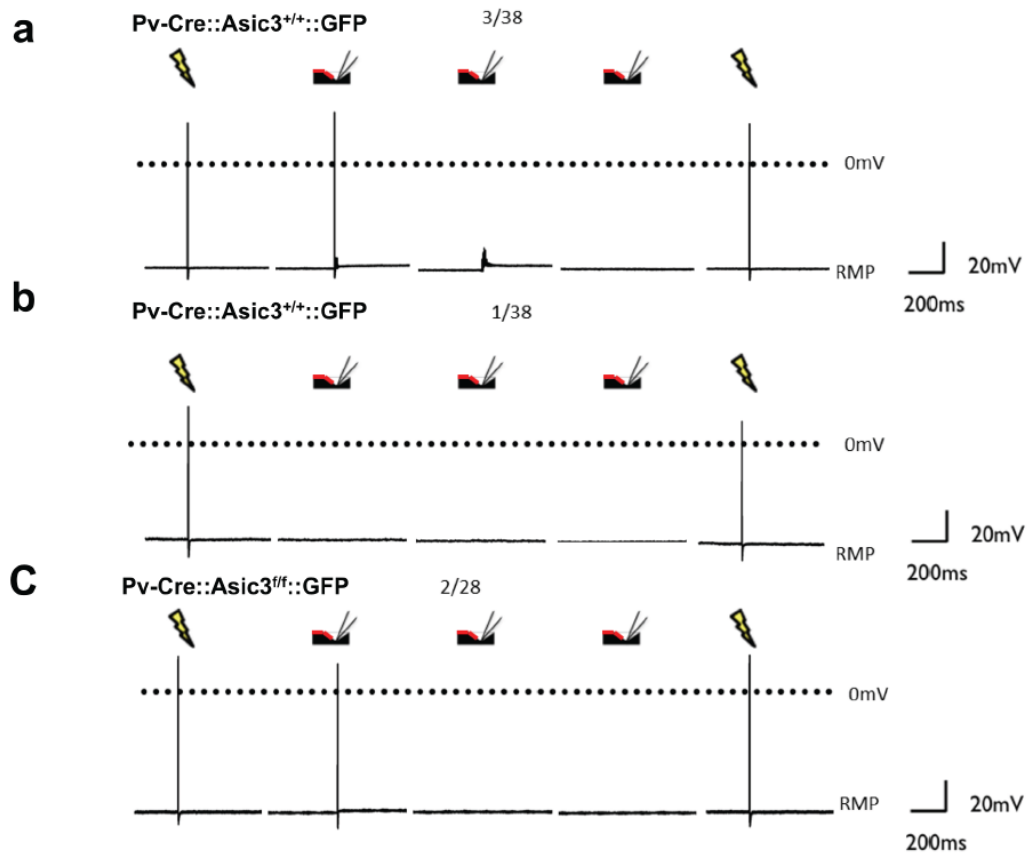 a
Pv-Cre::Asic3+/+::GFP 3/38
0mV
RMP 20mV
200ms
b
Pv-Cre::Asic3+/+::GFP 1/38
0mV
20mV
RMP
200ms
C
Pv-Cre::Asic3f/f::GFP 2/28
0mV
RMP 20mV
200ms